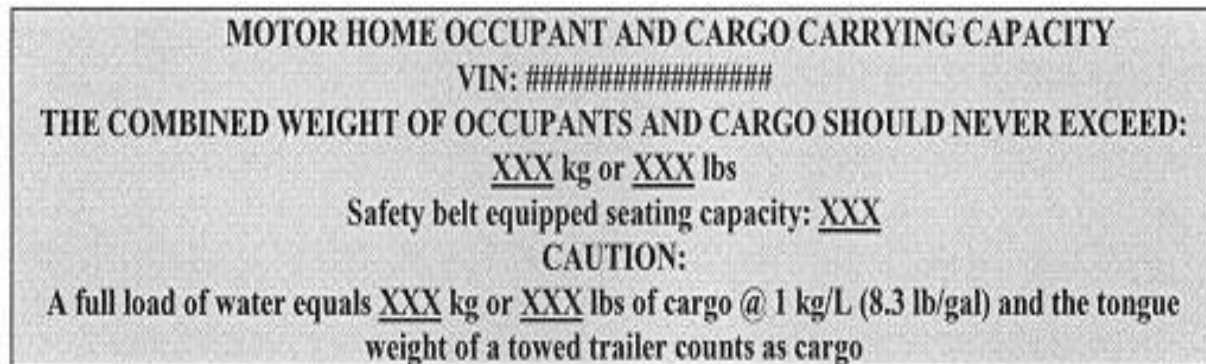 MOTOR HOME OCCUPANT AND CARGO CARRYING CAPACITY
VIN: #################
THE COMBINED WEIGHT OF OCCUPANTS AND CARGO SHOULD NEVER EXCEED:
XXX kg or XXX lbs
Safety belt equipped seating capacity: XXX
CAUTION:
A full load of water equals XXX kg or XXX lbs of cargo @ 1 kg/L (8.3 lb/gal) and the tongue
weight of a towed trailer counts as cargo